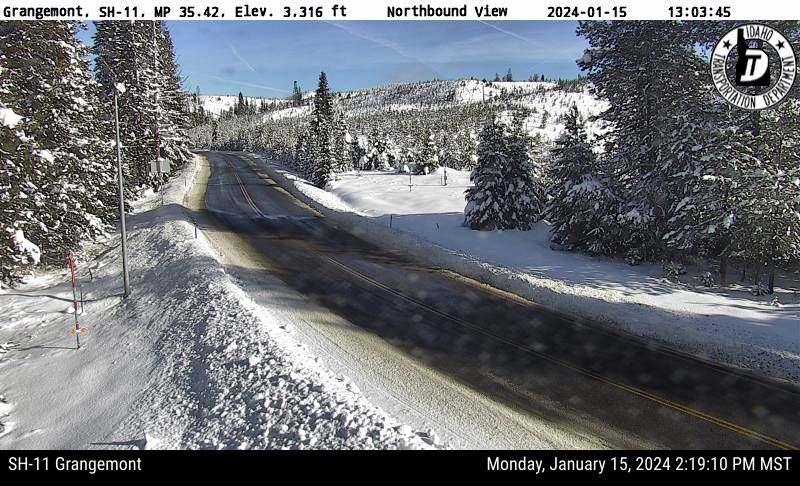 Grangemont, SH-11, MP 35.42, Elev. 3,316 ft Northbound View 2024-01-15 13:03:45
IDAHO
TRANSPORTATION DEPARTMENT
SH-11 Grangemont Monday, January 15, 2024 2:19:10 PM MST